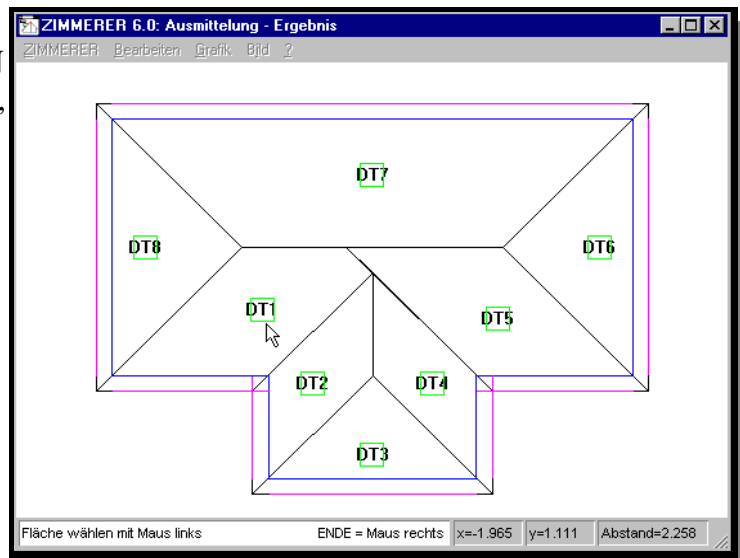 ZIMMERER 6.0: Ausmittelung - Ergebnis
ZIMMERER Bearbeiten Grafik Bild ?
DT7
DT8
DT6
DT1
DT5
DT2
DT4
DT3
Fläche wählen mit Maus links ENDE = Maus rechts x=-1.965 y=1.111 Abstand=2.258